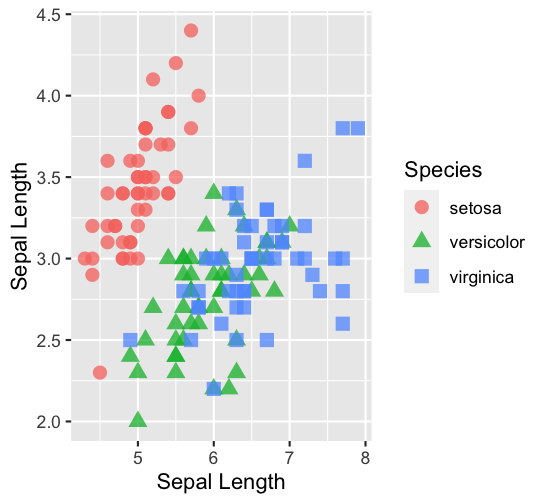 4.5
4.0
3.5
3.0
2.5
2.0
Sepal Length
5 6 7 8
Sepal Length
Species
setosa
versicolor
virginica